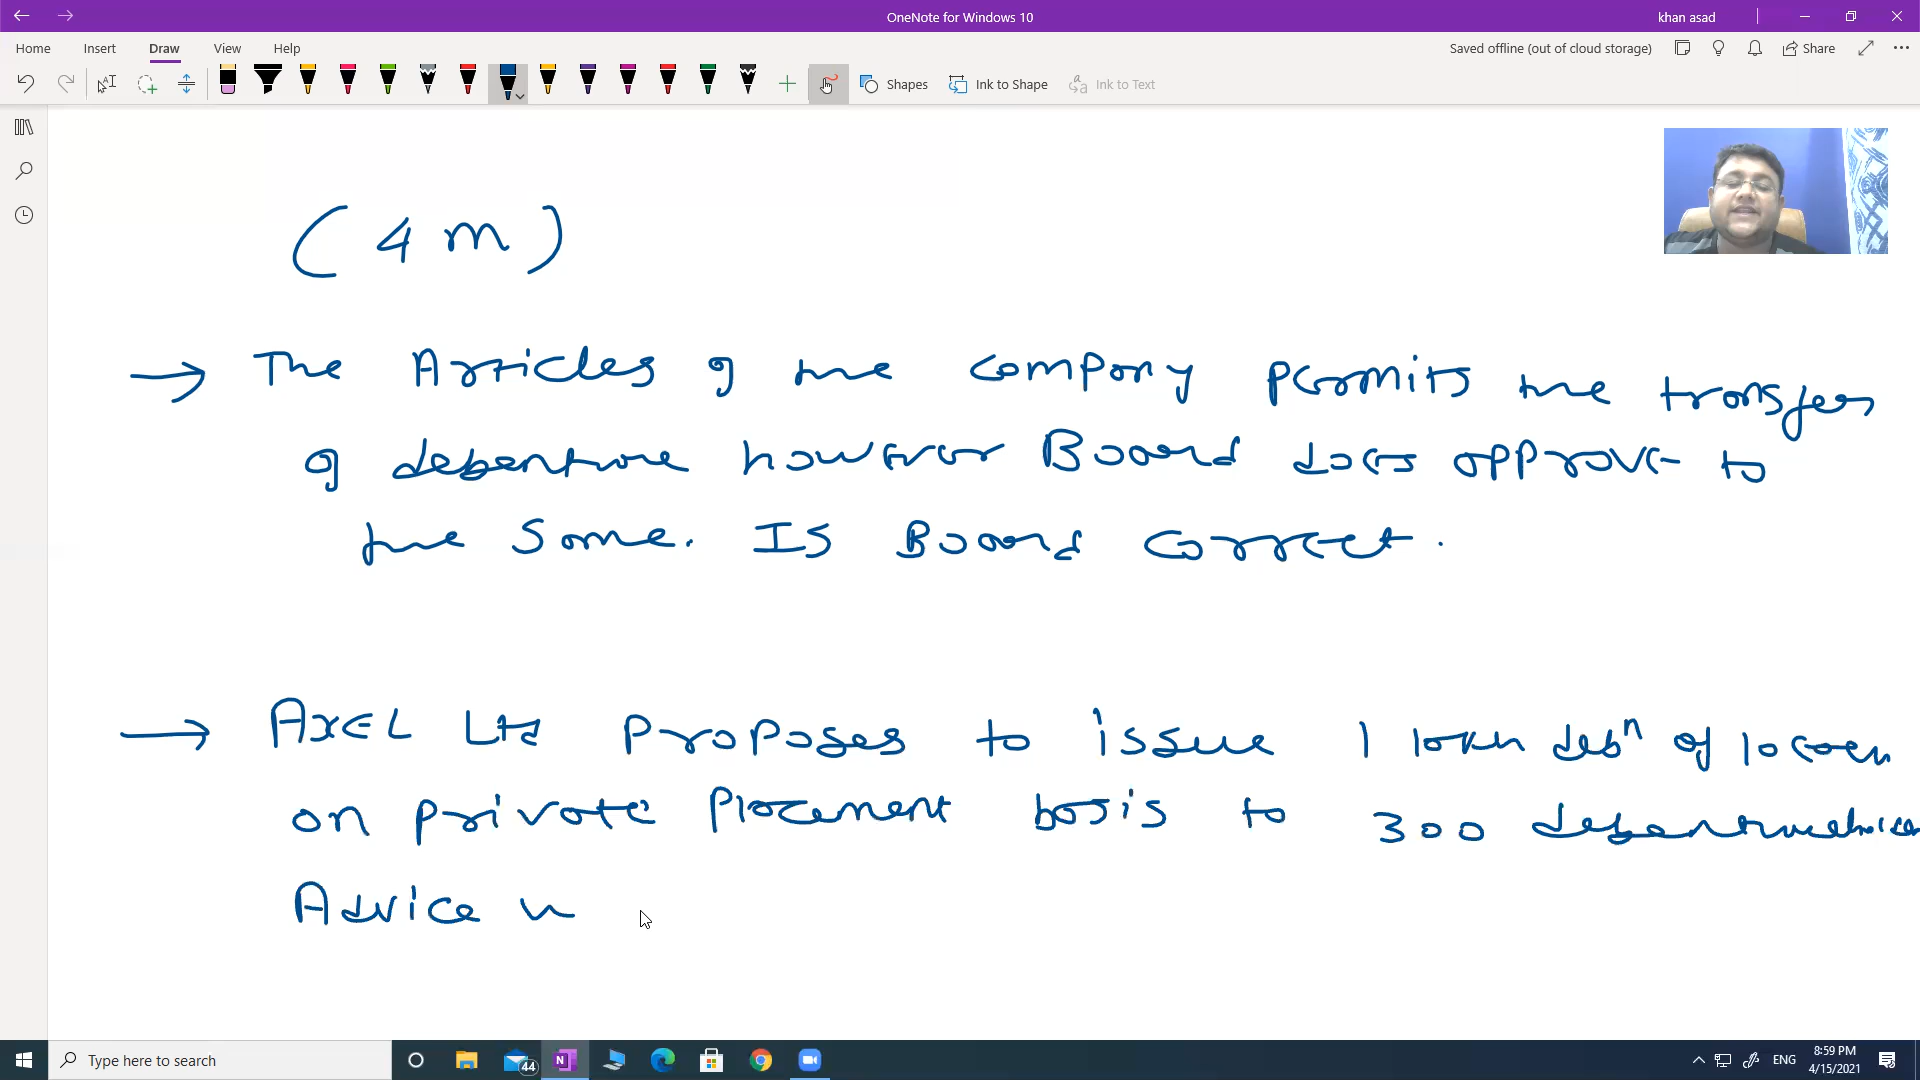 OneNote for Windows 10
khan asad
Home Insert Draw View Help
Saved offline (out of cloud storage)
Share
Shapes
Ink to Shape
Ink to Text
( 4 m )
→ The Articles of the company permits the transfer
of debenture however Board does approve to
the same. Is Board correct.
→ AXEL Ltd proposes to issue 1 lakh debⁿ of 10 each
on private placement basis to 300 debentureholders
Advice
Type here to search
44
ENG
8:59 PM
4/15/2021